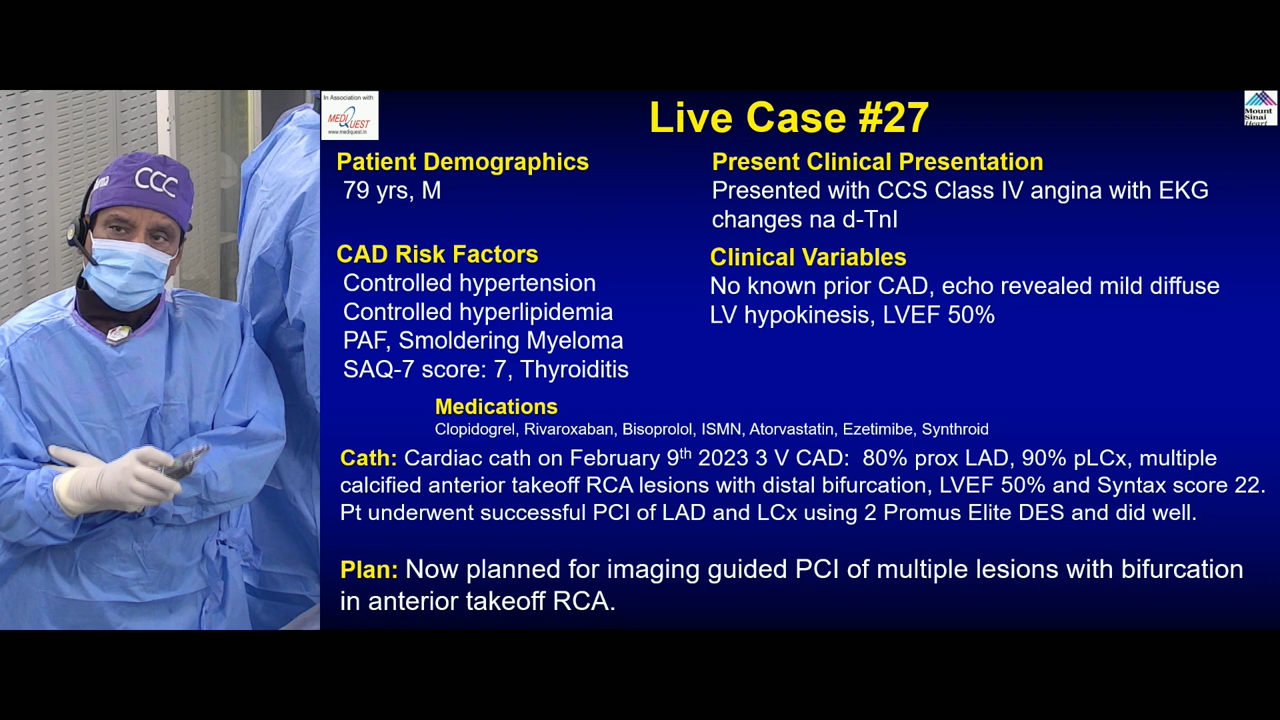 CCC
In Association with
MEDIQUEST
www.mediquest.in
Live Case #27
Mount
Sinai
Heart
Patient Demographics
79 yrs, M
CAD Risk Factors
Controlled hypertension
Controlled hyperlipidemia
PAF, Smoldering Myeloma
SAQ-7 score: 7, Thyroiditis
Present Clinical Presentation
Presented with CCS Class IV angina with EKG
changes na d-TnI
Clinical Variables
No known prior CAD, echo revealed mild diffuse
LV hypokinesis, LVEF 50%
Medications
Clopidogrel, Rivaroxaban, Bisoprolol, ISMN, Atorvastatin, Ezetimibe, Synthroid
Cath: Cardiac cath on February 9th 2023 3 V CAD: 80% prox LAD, 90% pLCx, multiple
calcified anterior takeoff RCA lesions with distal bifurcation, LVEF 50% and Syntax score 22.
Pt underwent successful PCI of LAD and LCx using 2 Promus Elite DES and did well.
Plan: Now planned for imaging guided PCI of multiple lesions with bifurcation
in anterior takeoff RCA.